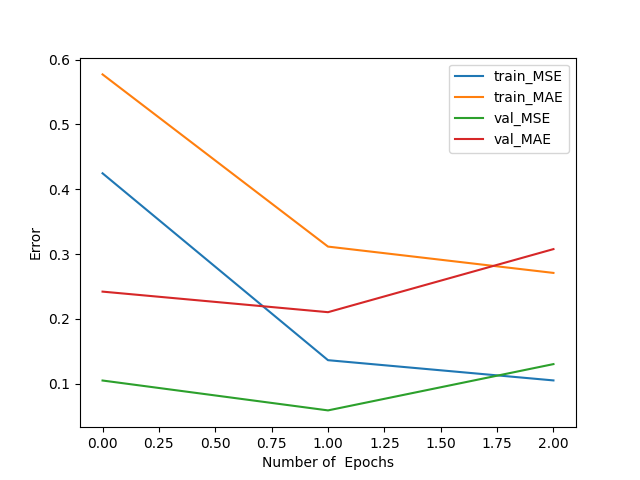 train_MSE
train_MAE
val_MSE
val_MAE
Error
0.6
0.5
0.4
0.3
0.2
0.1
0.00 0.25 0.50 0.75 1.00 1.25 1.50 1.75 2.00
Number of  Epochs